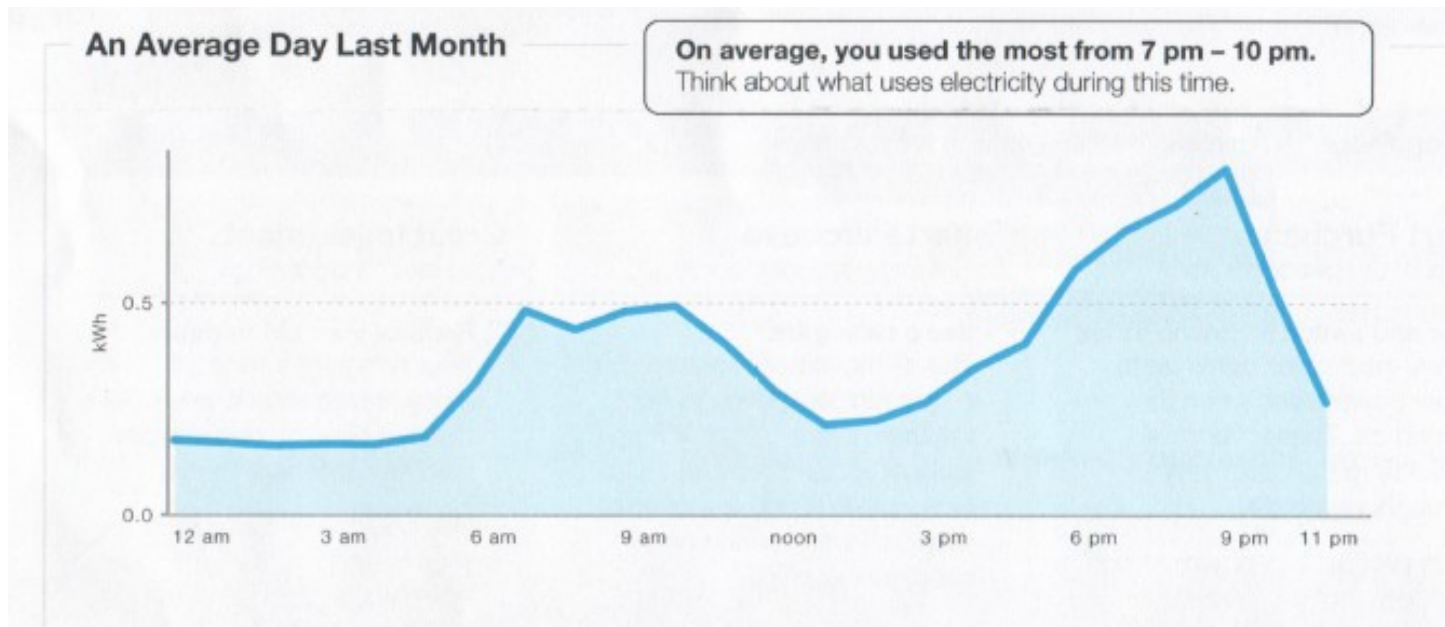 An Average Day Last Month
On average, you used the most from 7 pm – 10 pm.
Think about what uses electricity during this time.
0.5
kWh
0.0
12 am 3 am 6 am 9 am noon 3 pm 6 pm 9 pm 11 pm